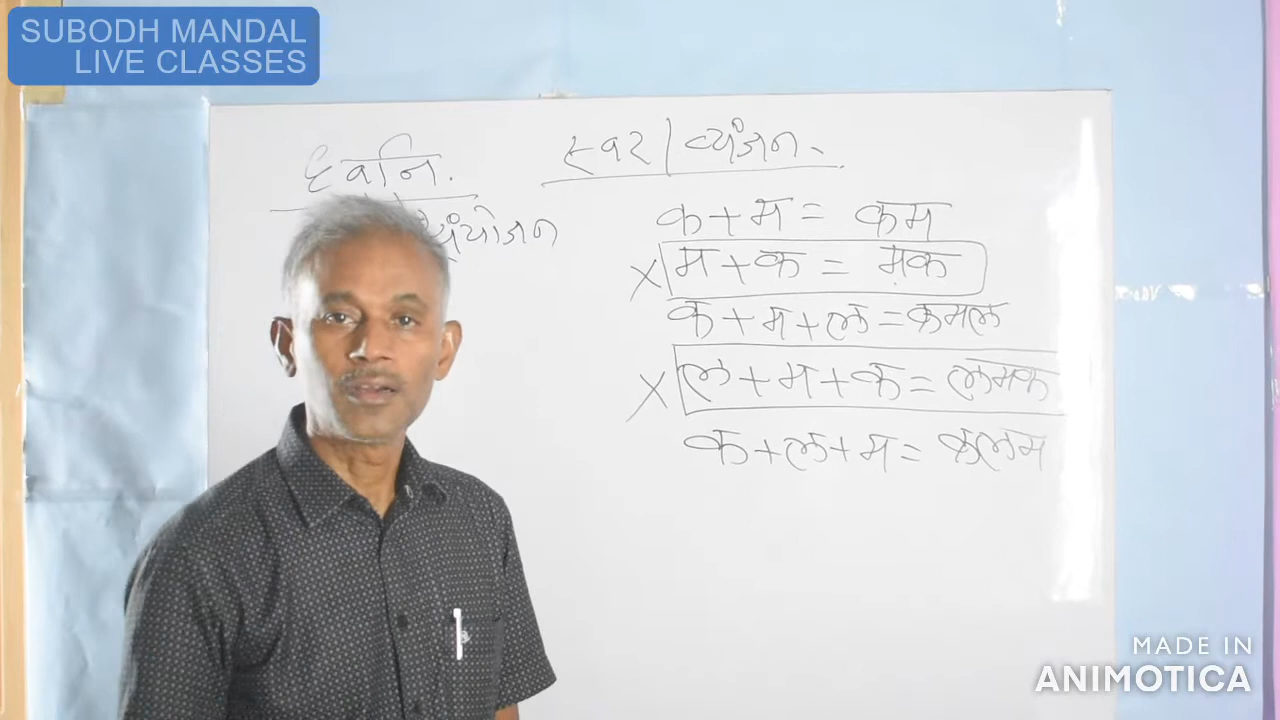 SUBODH MANDAL
LIVE CLASSES
ध्वनि.
संयोजन
स्वर | व्यंजन.
क + म = कम
× म + क = मक
क + म + ल = कमल
× ल + म + क = लमक
क + ल + म = कलम
MADE IN
ANIMOTICA